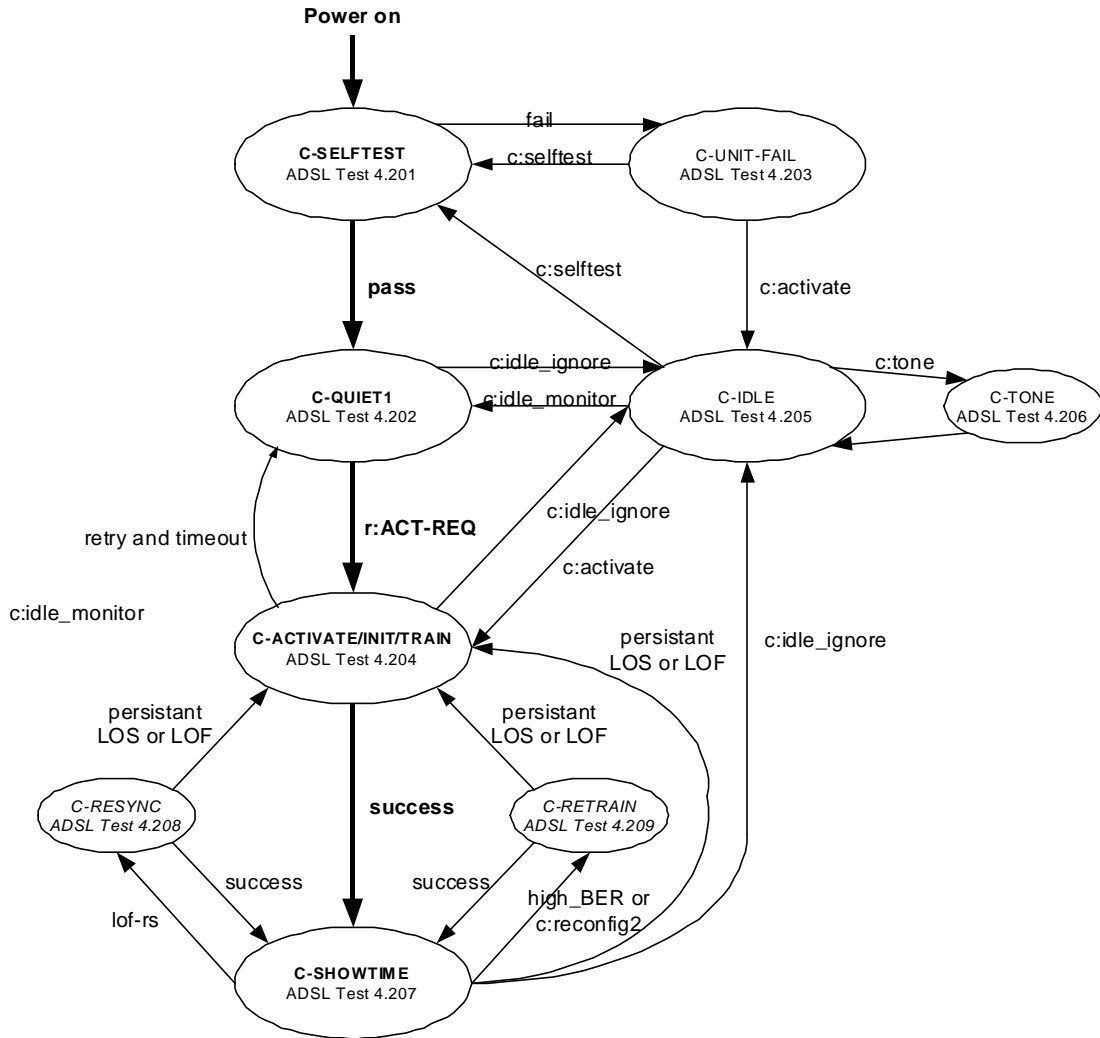 Power on
fail
C-SELFTEST
ADSL Test 4.201
c:selftest
C-UNIT-FAIL
ADSL Test 4.203
c:selftest
pass
c:activate
c:idle_ignore
c:tone
C-QUIET1
ADSL Test 4.202
c:idle_monitor
C-IDLE
ADSL Test 4.205
C-TONE
ADSL Test 4.206
retry and timeout
r:ACT-REQ
c:idle_ignore
c:activate
c:idle_monitor
C-ACTIVATE/INIT/TRAIN
ADSL Test 4.204
persistant
LOS or LOF
c:idle_ignore
persistant
LOS or LOF
persistant
LOS or LOF
C-RESYNC
ADSL Test 4.208
success
C-RETRAIN
ADSL Test 4.209
success
success
lof-rs
high_BER or
c:reconfig2
C-SHOWTIME
ADSL Test 4.207